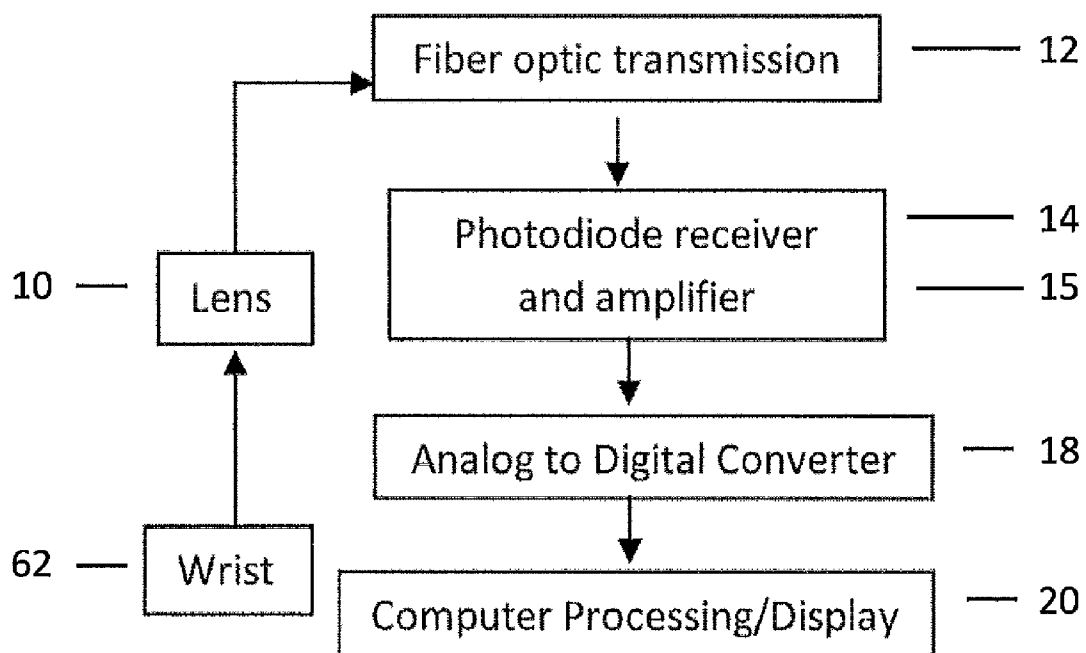 Fiber optic transmission
12
Photodiode receiver
and amplifier
14
15
10
Lens
Analog to Digital Converter
18
62
Wrist
Computer Processing/Display
20